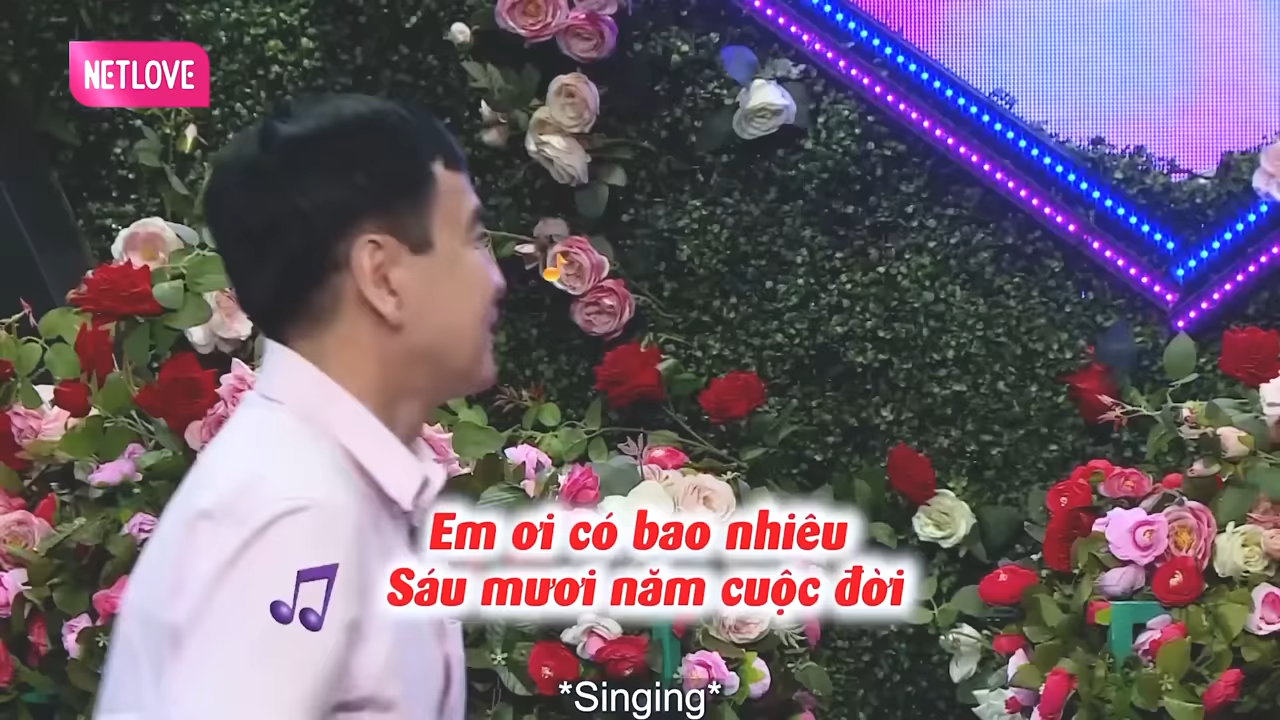 NETLOVE
Em ơi có bao nhiêu
Sáu mươi năm cuộc đời
*Singing*